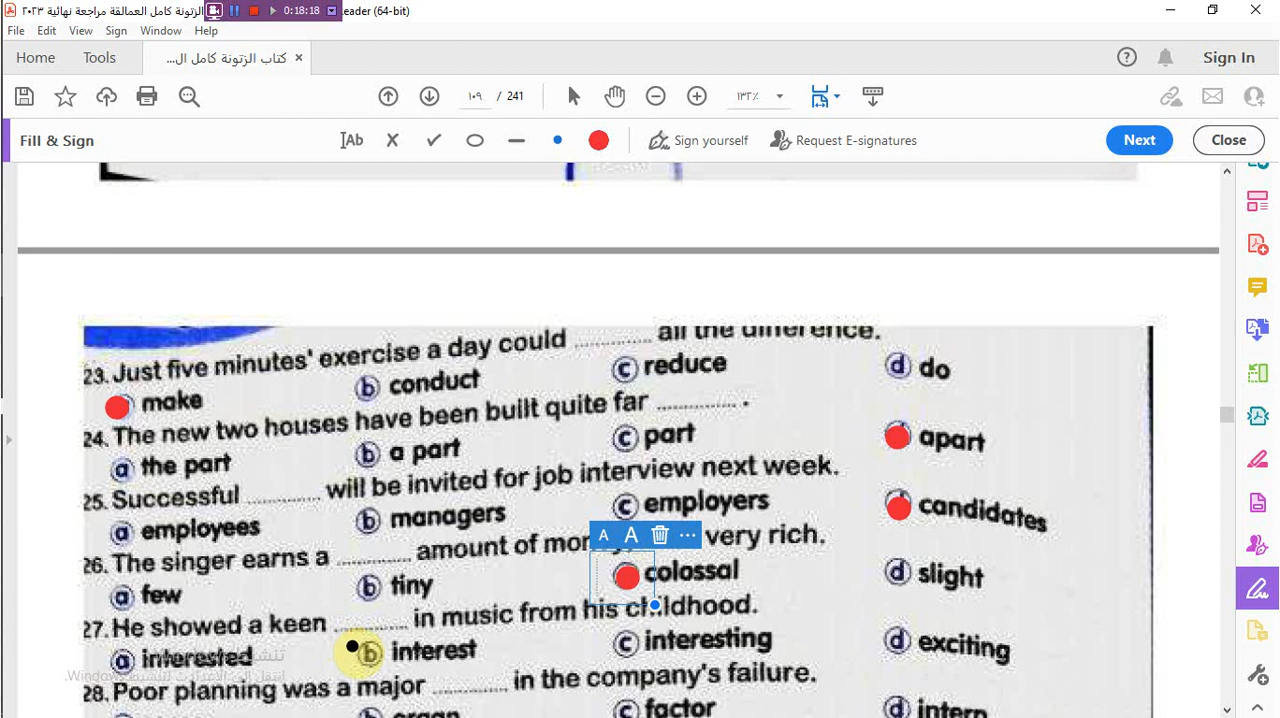 الزتونة كامل العمالقة مراجعة نهائية ٢٠٢٣ 0:18:18 eader (64-bit)
File Edit View Sign Window Help
Home Tools كتاب الزتونة كامل ال... × Sign In
١٠٩ / 241 ١٣٢٪
Fill & Sign Ab Sign yourself Request E-signatures Next Close
23. Just five minutes' exercise a day could ............ all the difference.
make b conduct c reduce d do
24. The new two houses have been built quite far ............ .
a the part b a part c part apart
25. Successful ............ will be invited for job interview next week.
a employees b managers c employers candidates
A A ...
26. The singer earns a ............ amount of very rich.
a few b tiny colossal d slight
27. He showed a keen ............ in music from his childhood.
a interested b interest c interesting d exciting
28. Poor planning was a major ............ in the company's failure.
organ c factor d intern